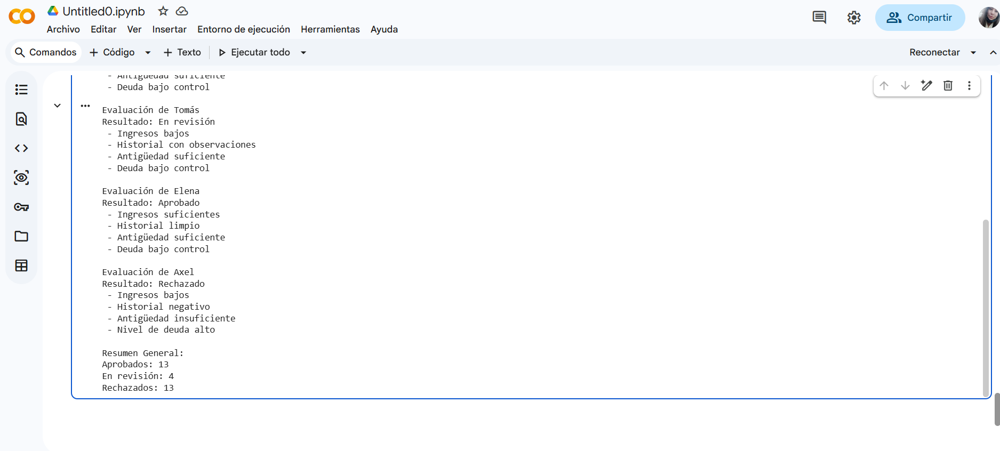 Untitled0.ipynb
Archivo Editar Ver Insertar Entorno de ejecución Herramientas Ayuda
Compartir
Comandos + Código + Texto Ejecutar todo
Reconectar
- Antigüedad suficiente
- Deuda bajo control
Evaluación de Tomás
Resultado: En revisión
- Ingresos bajos
- Historial con observaciones
- Antigüedad suficiente
- Deuda bajo control
Evaluación de Elena
Resultado: Aprobado
- Ingresos suficientes
- Historial limpio
- Antigüedad suficiente
- Deuda bajo control
Evaluación de Axel
Resultado: Rechazado
- Ingresos bajos
- Historial negativo
- Antigüedad insuficiente
- Nivel de deuda alto
Resumen General:
Aprobados: 13
En revisión: 4
Rechazados: 13